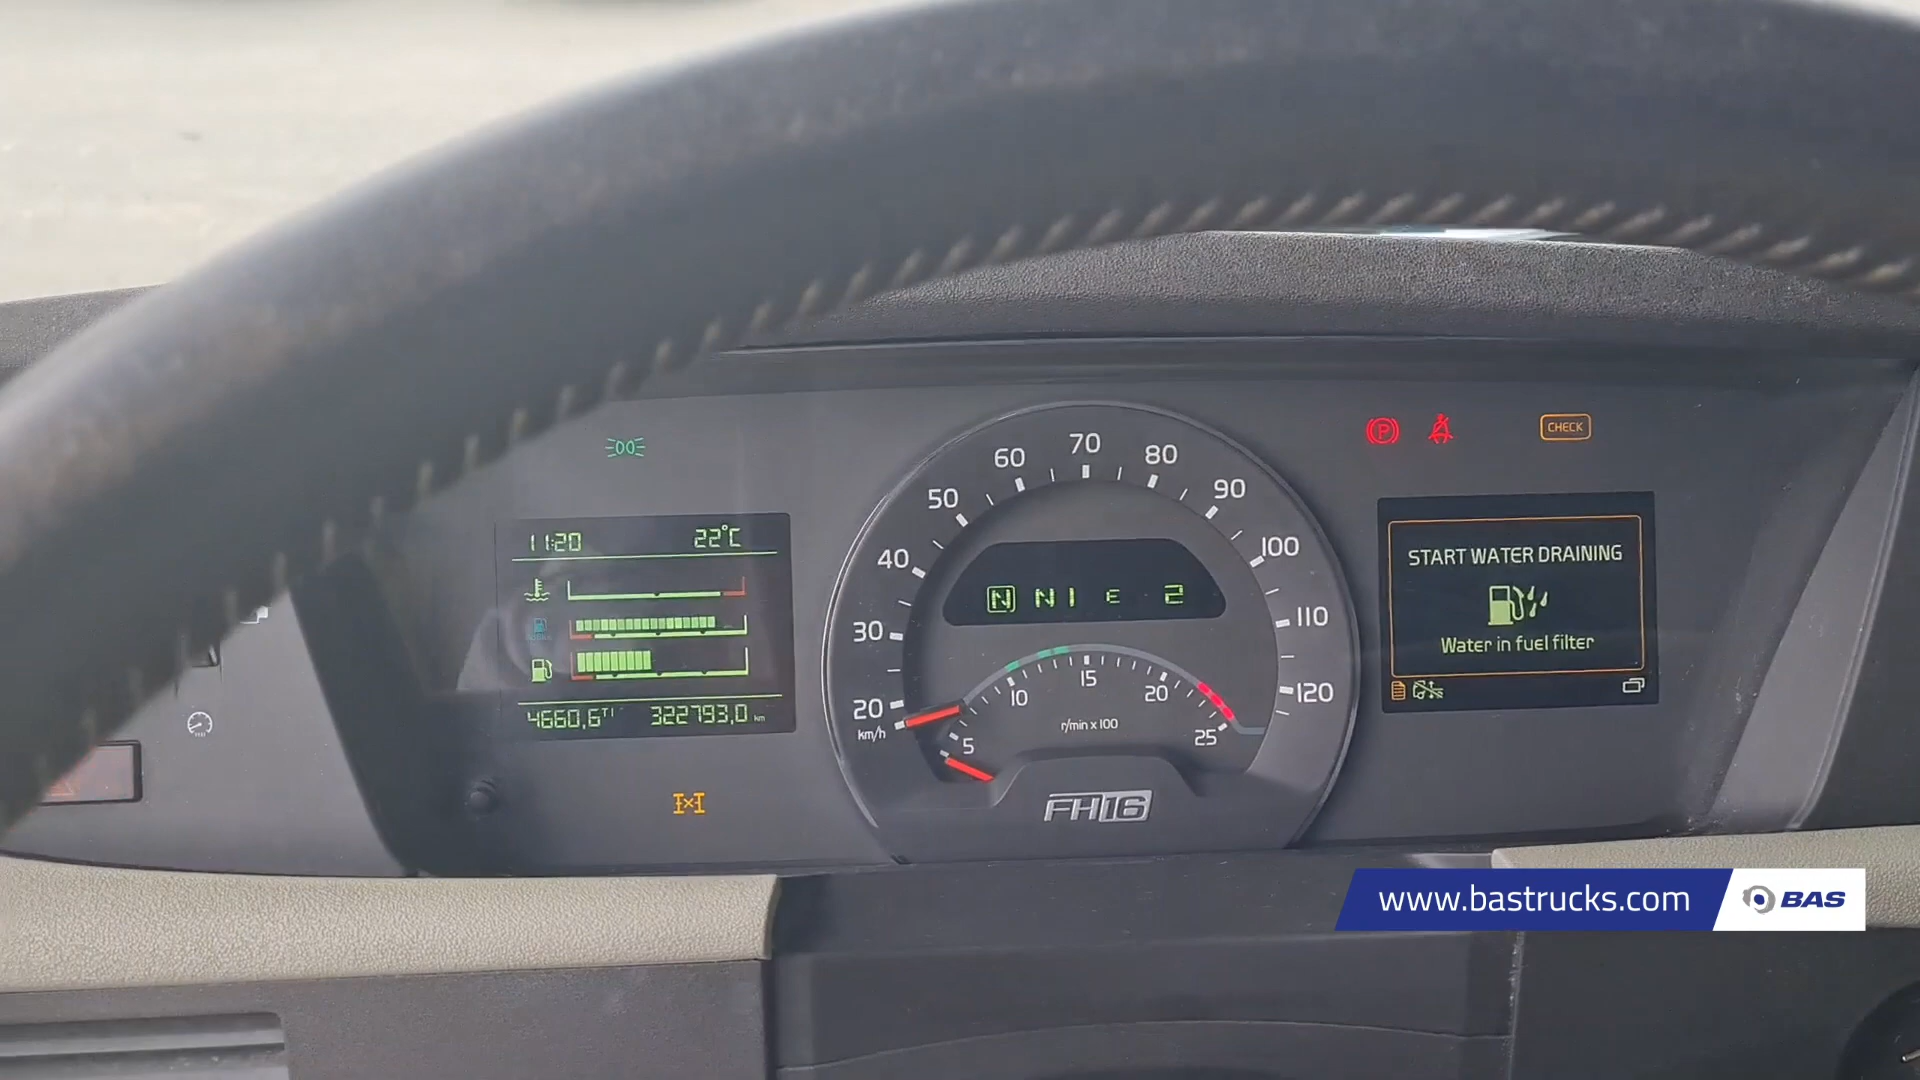 11:20 22°C
4660,6 TI 322793,0 km
20 30 40 50 60 70 80 90 100 110 120
km/h
N N1 E 2
5 10 15 20 25
r/min x 100
FH16
P
CHECK
START WATER DRAINING
Water in fuel filter
www.bastrucks.com BAS